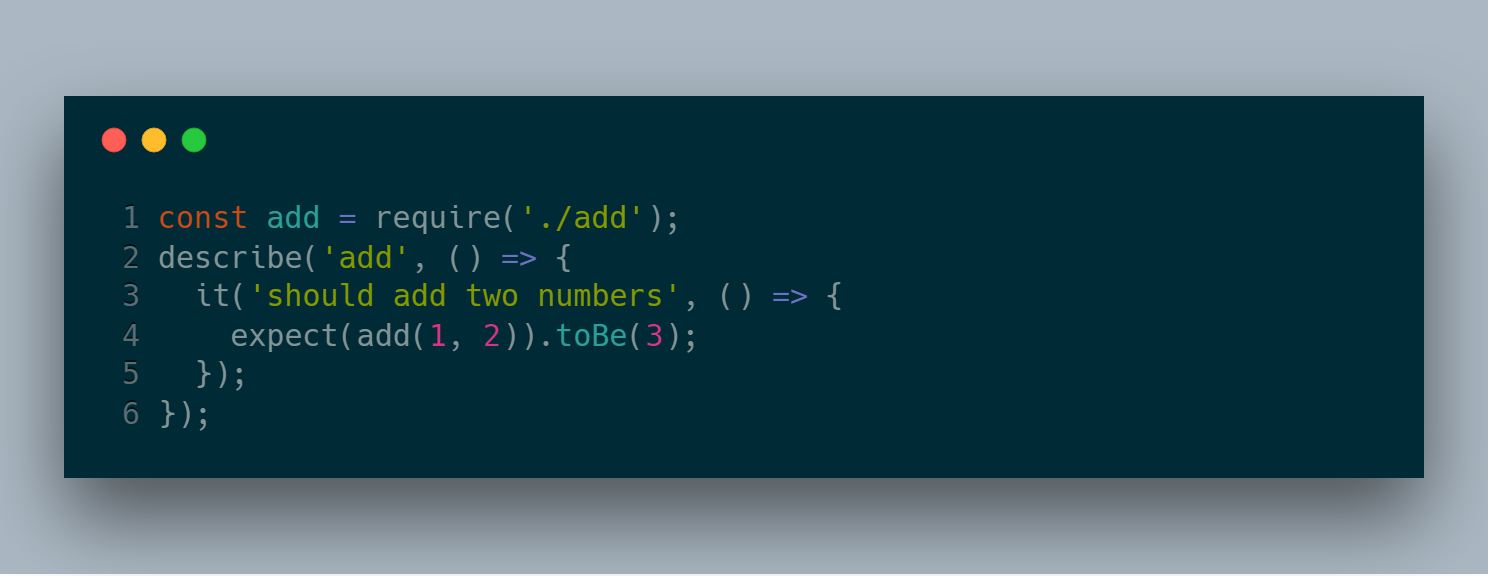 1 const add = require('./add');
2 describe('add', () => {
3   it('should add two numbers', () => {
4     expect(add(1, 2)).toBe(3);
5   });
6 });